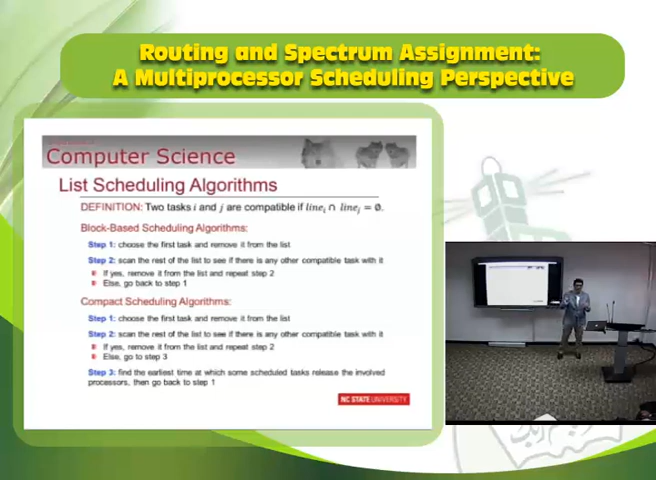 Routing and Spectrum Assignment:
A Multiprocessor Scheduling Perspective
Computer Science
List Scheduling Algorithms
DEFINITION: Two tasks i and j are compatible if lineᵢ ∩ lineⱼ = ∅.
Block-Based Scheduling Algorithms:
Step 1: choose the first task and remove it from the list
Step 2: scan the rest of the list to see if there is any other compatible task with it
If yes, remove it from the list and repeat step 2
Else, go back to step 1
Compact Scheduling Algorithms:
Step 1: choose the first task and remove it from the list
Step 2: scan the rest of the list to see if there is any other compatible task with it
If yes, remove it from the list and repeat step 2
Else, go to step 3
Step 3: find the earliest time at which some scheduled tasks release the involved
processors, then go back to step 1
NC STATE UNIVERSITY